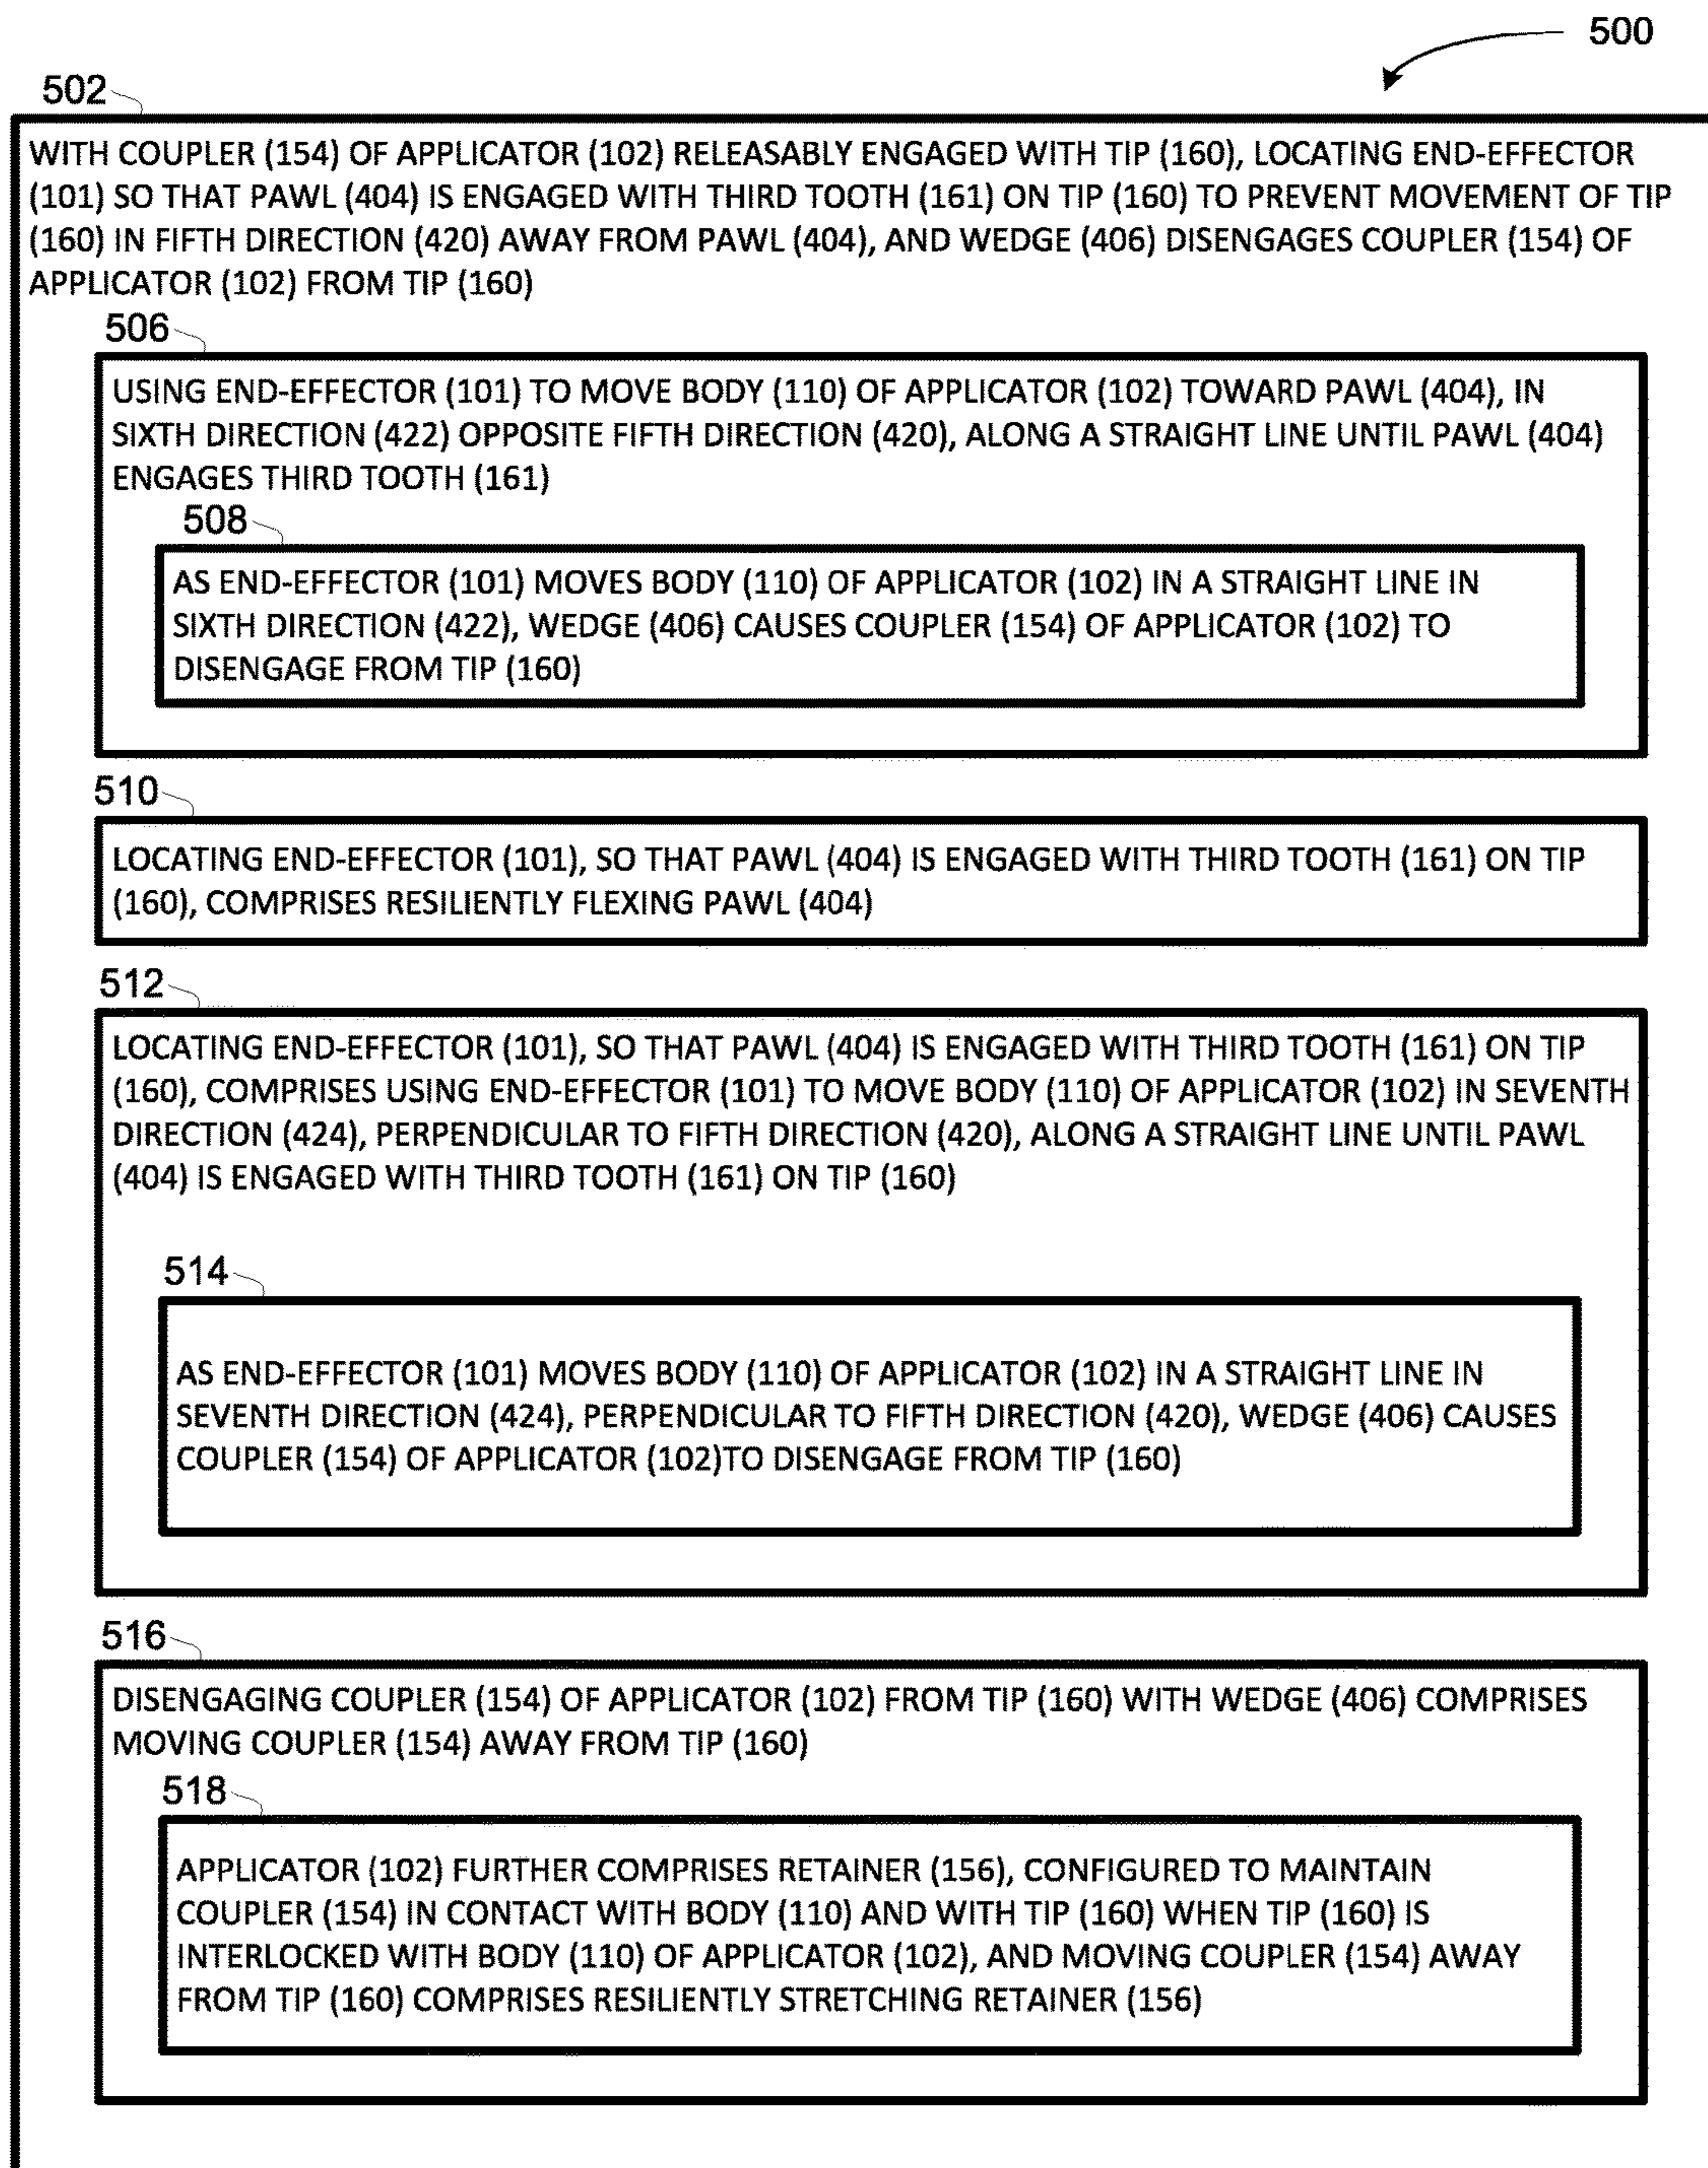 500
502
WITH COUPLER (154) OF APPLICATOR (102) RELEASABLY ENGAGED WITH TIP (160), LOCATING END-EFFECTOR
(101) SO THAT PAWL (404) IS ENGAGED WITH THIRD TOOTH (161) ON TIP (160) TO PREVENT MOVEMENT OF TIP
(160) IN FIFTH DIRECTION (420) AWAY FROM PAWL (404), AND WEDGE (406) DISENGAGES COUPLER (154) OF
APPLICATOR (102) FROM TIP (160)
506
USING END-EFFECTOR (101) TO MOVE BODY (110) OF APPLICATOR (102) TOWARD PAWL (404), IN
SIXTH DIRECTION (422) OPPOSITE FIFTH DIRECTION (420), ALONG A STRAIGHT LINE UNTIL PAWL (404)
ENGAGES THIRD TOOTH (161)
508
AS END-EFFECTOR (101) MOVES BODY (110) OF APPLICATOR (102) IN A STRAIGHT LINE IN
SIXTH DIRECTION (422), WEDGE (406) CAUSES COUPLER (154) OF APPLICATOR (102) TO
DISENGAGE FROM TIP (160)
510
LOCATING END-EFFECTOR (101), SO THAT PAWL (404) IS ENGAGED WITH THIRD TOOTH (161) ON TIP
(160), COMPRISES RESILIENTLY FLEXING PAWL (404)
512
LOCATING END-EFFECTOR (101), SO THAT PAWL (404) IS ENGAGED WITH THIRD TOOTH (161) ON TIP
(160), COMPRISES USING END-EFFECTOR (101) TO MOVE BODY (110) OF APPLICATOR (102) IN SEVENTH
DIRECTION (424), PERPENDICULAR TO FIFTH DIRECTION (420), ALONG A STRAIGHT LINE UNTIL PAWL
(404) IS ENGAGED WITH THIRD TOOTH (161) ON TIP (160)
514
AS END-EFFECTOR (101) MOVES BODY (110) OF APPLICATOR (102) IN A STRAIGHT LINE IN
SEVENTH DIRECTION (424), PERPENDICULAR TO FIFTH DIRECTION (420), WEDGE (406) CAUSES
COUPLER (154) OF APPLICATOR (102)TO DISENGAGE FROM TIP (160)
516
DISENGAGING COUPLER (154) OF APPLICATOR (102) FROM TIP (160) WITH WEDGE (406) COMPRISES
MOVING COUPLER (154) AWAY FROM TIP (160)
518
APPLICATOR (102) FURTHER COMPRISES RETAINER (156), CONFIGURED TO MAINTAIN
COUPLER (154) IN CONTACT WITH BODY (110) AND WITH TIP (160) WHEN TIP (160) IS
INTERLOCKED WITH BODY (110) OF APPLICATOR (102), AND MOVING COUPLER (154) AWAY
FROM TIP (160) COMPRISES RESILIENTLY STRETCHING RETAINER (156)